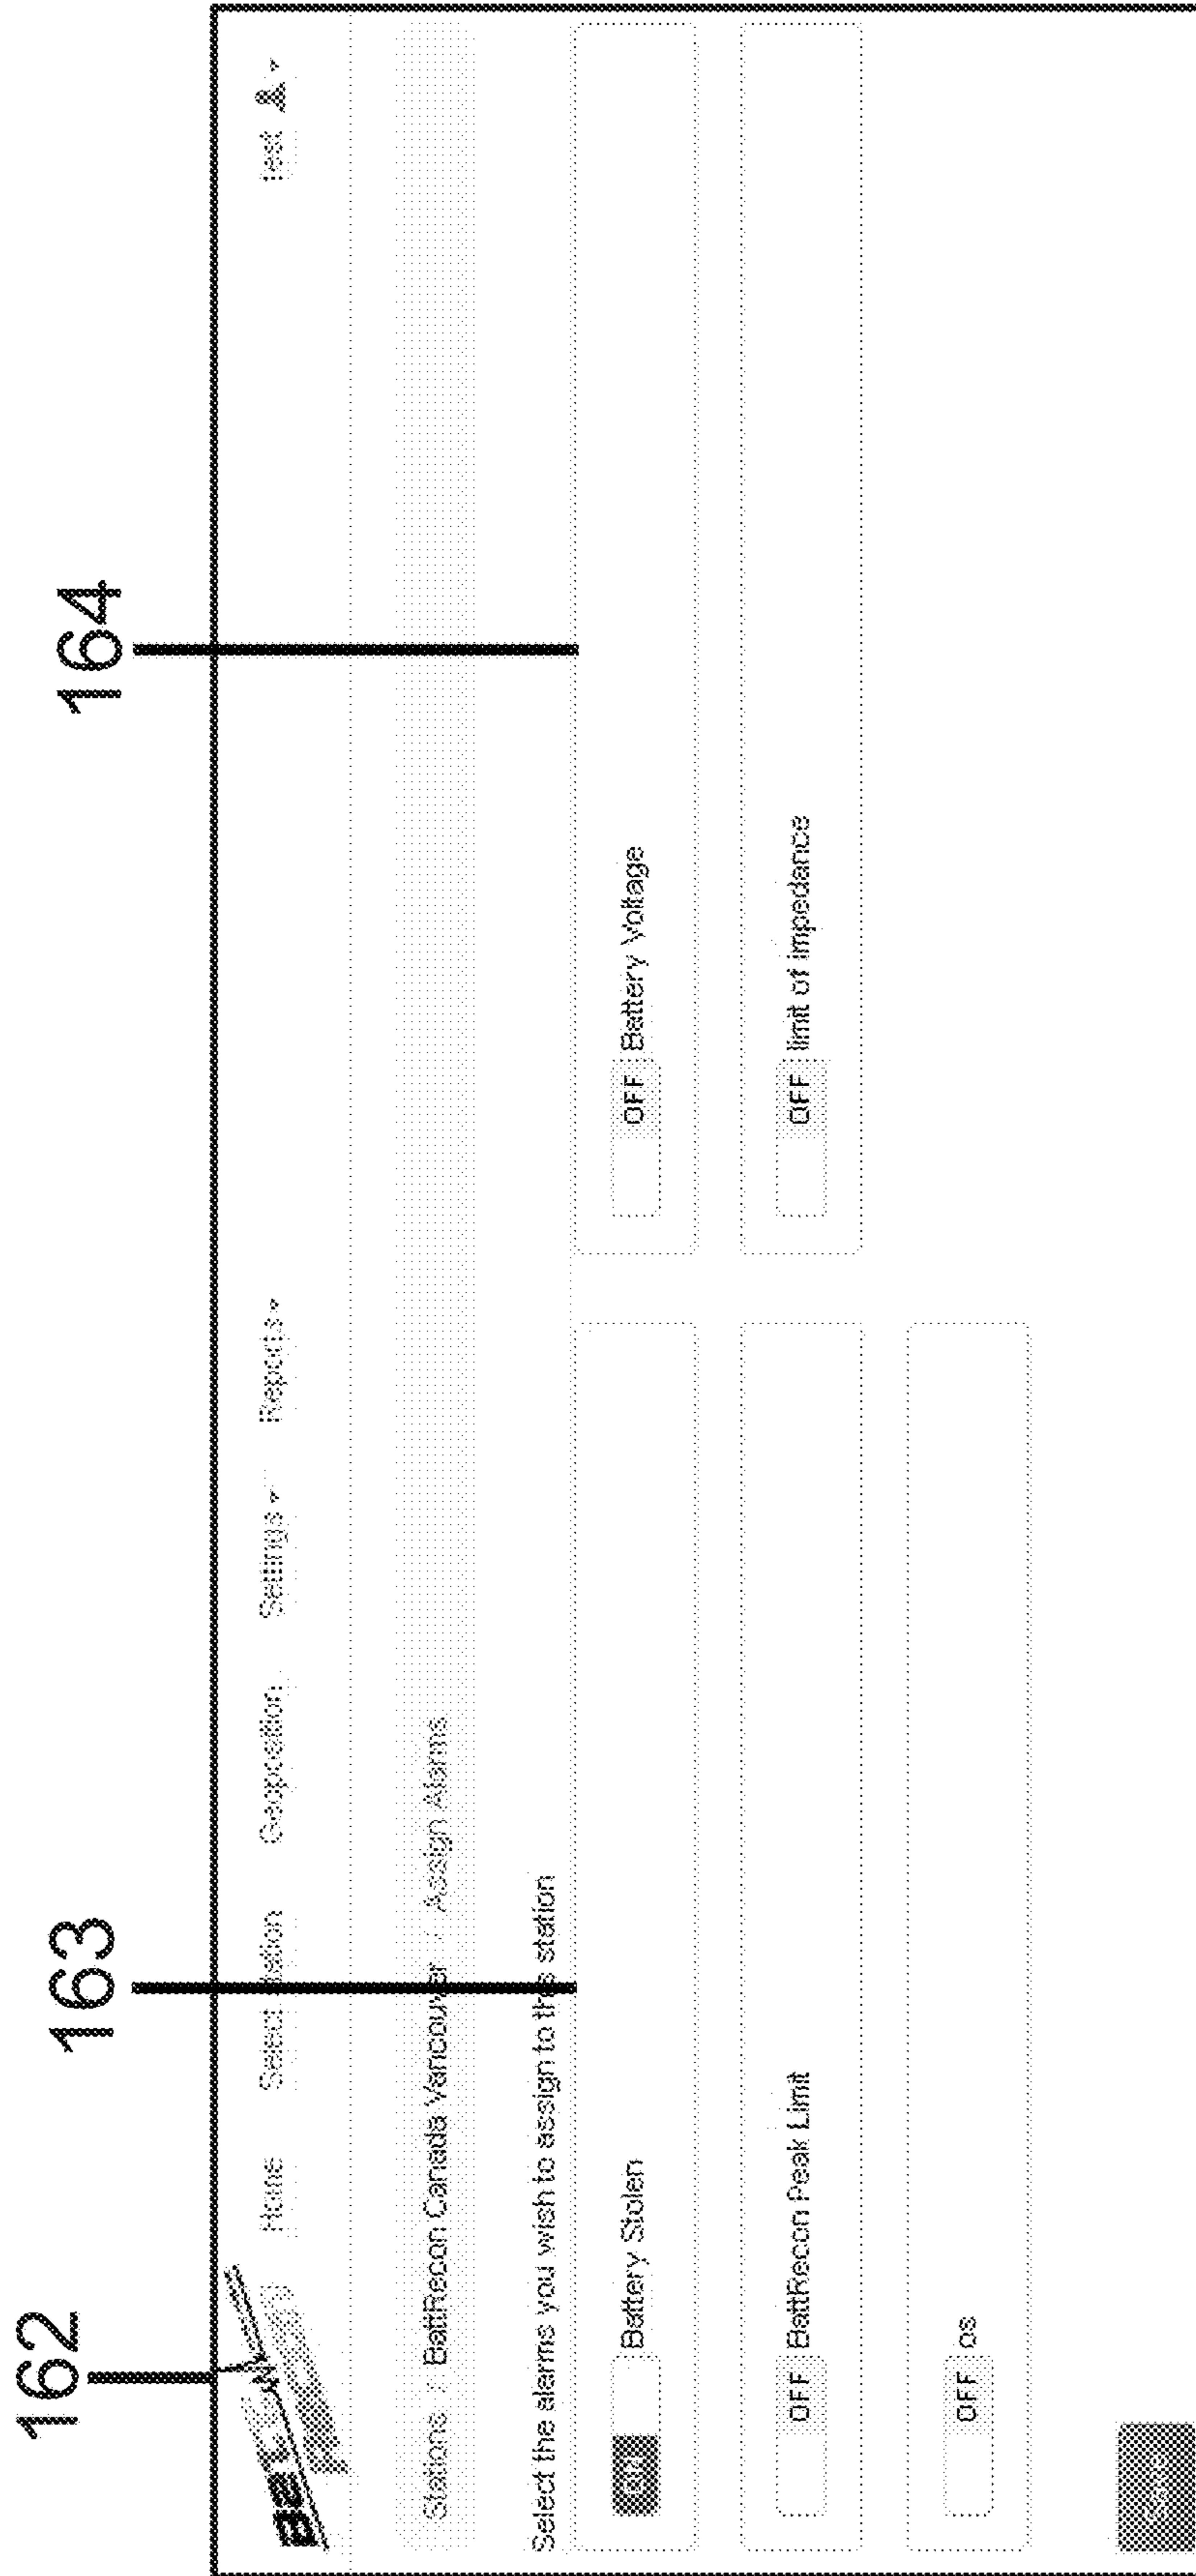 162
163
164
Home Select Station Geoposition Settings Reports test
Stations : BattRecon Canada Vancouver : Assign Alarms
Select the alarms you wish to assign to this station
Battery Stolen
OFF Battery Voltage
OFF BattRecon Peak Limit
OFF limit of impedance
OFF os